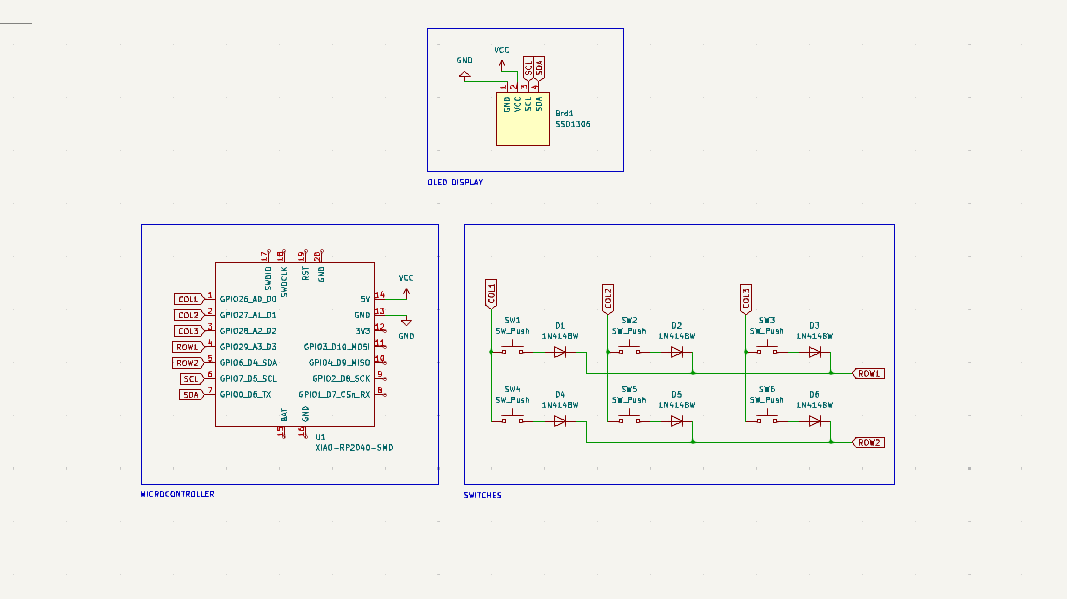 GND
VCC
SCL
SDA
1
2
3
4
GND
VCC
SCL
SDA
Brd1
SSD1306
OLED DISPLAY
17
18
19
20
SWDIO
SWDCLK
RST
GND
VCC
COL1 1 GPIO26_A0_D0 5V 14
COL2 2 GPIO27_A1_D1 GND 13
COL3 3 GPIO28_A2_D2 3V3 12
GND
ROW1 4 GPIO29_A3_D3 GPIO3_D10_MOSI 11
ROW2 5 GPIO6_D4_SDA GPIO4_D9_MISO 10
SCL 6 GPIO7_D5_SCL GPIO2_D8_SCK 9
SDA 7 GPIO0_D6_TX GPIO1_D7_CSn_RX 8
BAT
GND
15
16
U1
XIAO-RP2040-SMD
MICROCONTROLLER
COL1
COL2
COL3
SW1 SW2 SW3
SW_Push D1 SW_Push D2 SW_Push D3
1N4148W 1N4148W 1N4148W
ROW1
SW4 SW5 SW6
SW_Push D4 SW_Push D5 SW_Push D6
1N4148W 1N4148W 1N4148W
ROW2
SWITCHES